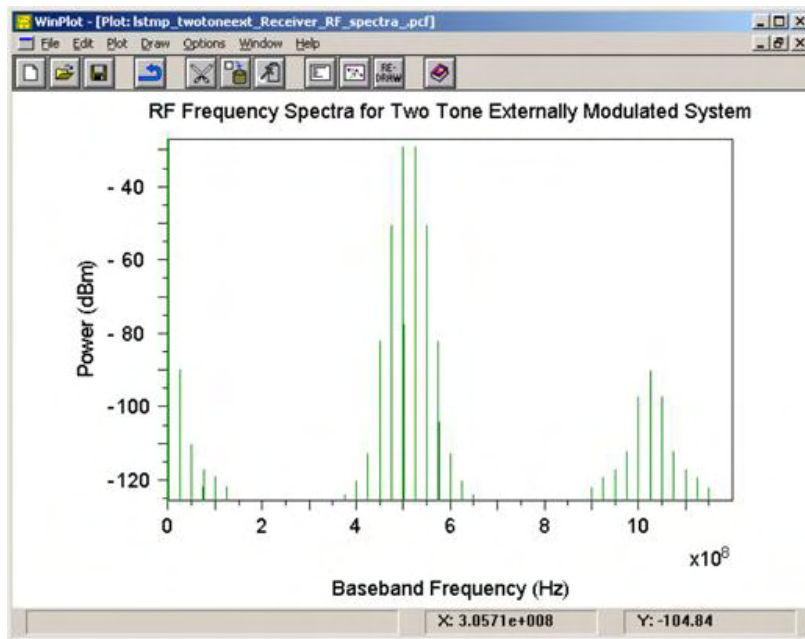 WinPlot - [Plot: lstmp_twotoneext_Receiver_RF_spectra_.pcf]
File Edit Plot Draw Options Window Help
RE-
DRAW
RF Frequency Spectra for Two Tone Externally Modulated System
- 40
- 60
- 80
-100
-120
Power (dBm)
0 2 4 6 8 10
x10⁸
Baseband Frequency (Hz)
X: 3.0571e+008 Y: -104.84